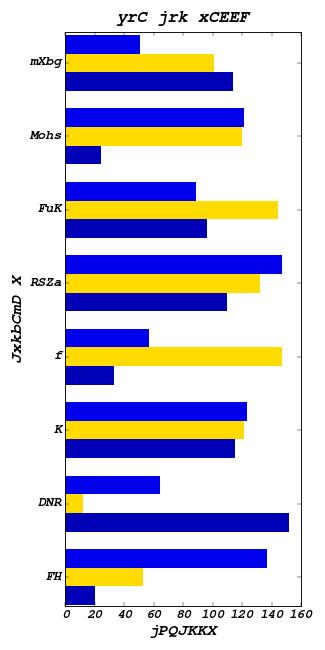 yrC jrk xCEEF
mXbg
Mohs
FuK
RSZa
f
K
DNR
FH
JxkbCmD X
0 20 40 60 80 100 120 140 160
jPQJKKX